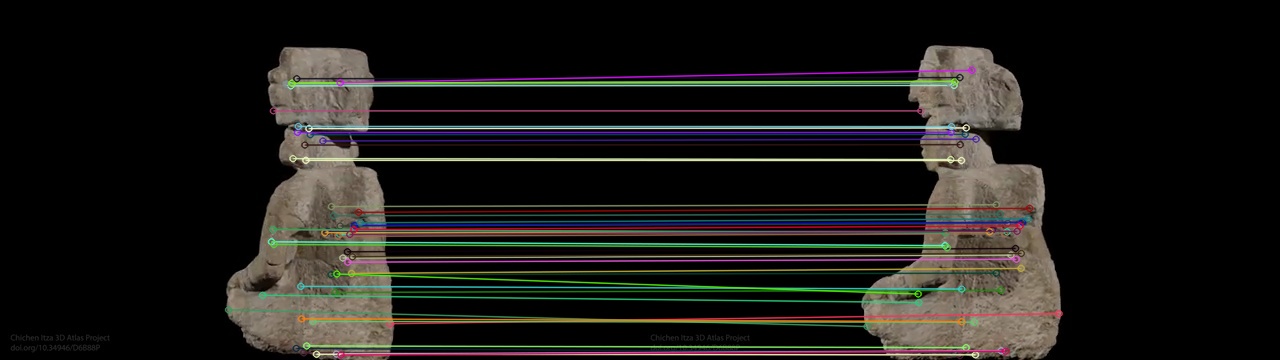 Chichen Itza 3D Atlas Project
doi.org/10.34946/D6888P
Chichen Itza 3D Atlas Project